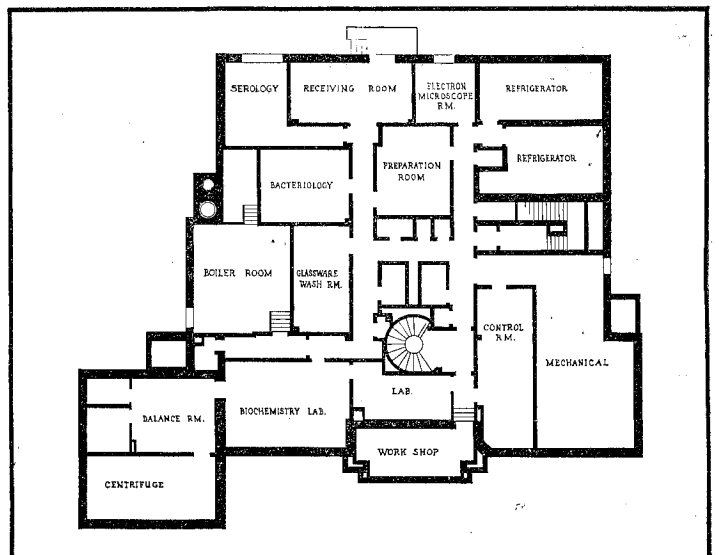 SEROLOGY
RECEIVING ROOM
ELECTRON
MICROSCOPE
RM.
REFRIGERATOR
REFRIGERATOR
PREPARATION
ROOM
BACTERIOLOGY
BOILER ROOM
GLASSWARE
WASH RM.
CONTROL
RM.
MECHANICAL
LAB.
BALANCE RM.
BIOCHEMISTRY LAB.
WORK SHOP
CENTRIFUGE